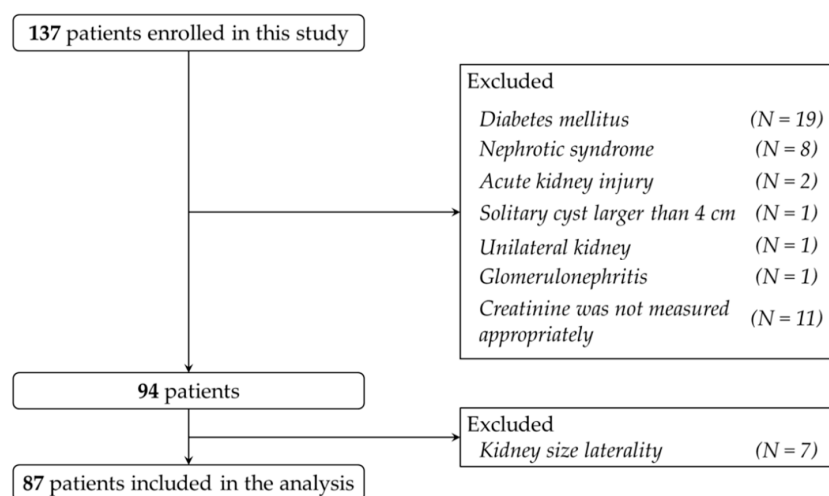 137 patients enrolled in this study
Excluded
Diabetes mellitus (N = 19)
Nephrotic syndrome (N = 8)
Acute kidney injury (N = 2)
Solitary cyst larger than 4 cm (N = 1)
Unilateral kidney (N = 1)
Glomerulonephritis (N = 1)
Creatinine was not measured
appropriately (N = 11)
94 patients
Excluded
Kidney size laterality (N = 7)
87 patients included in the analysis